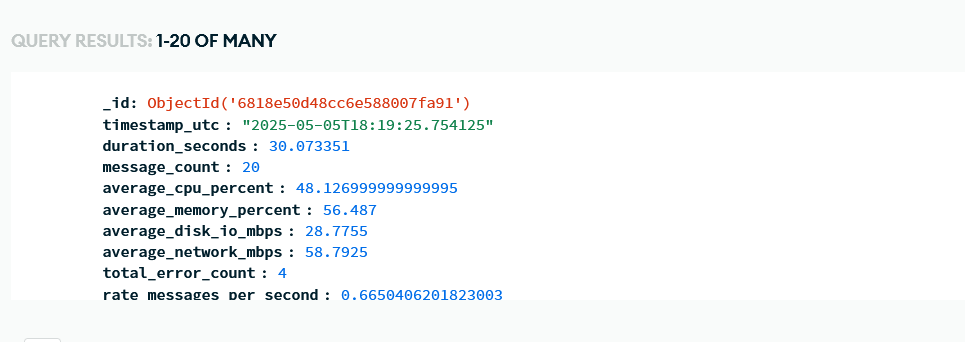 QUERY RESULTS: 1-20 OF MANY
_id: ObjectId('6818e50d48cc6e588007fa91')
timestamp_utc : "2025-05-05T18:19:25.754125"
duration_seconds : 30.073351
message_count : 20
average_cpu_percent : 48.126999999999995
average_memory_percent : 56.487
average_disk_io_mbps : 28.7755
average_network_mbps : 58.7925
total_error_count : 4
rate_messages_per_second : 0.6650406201823003